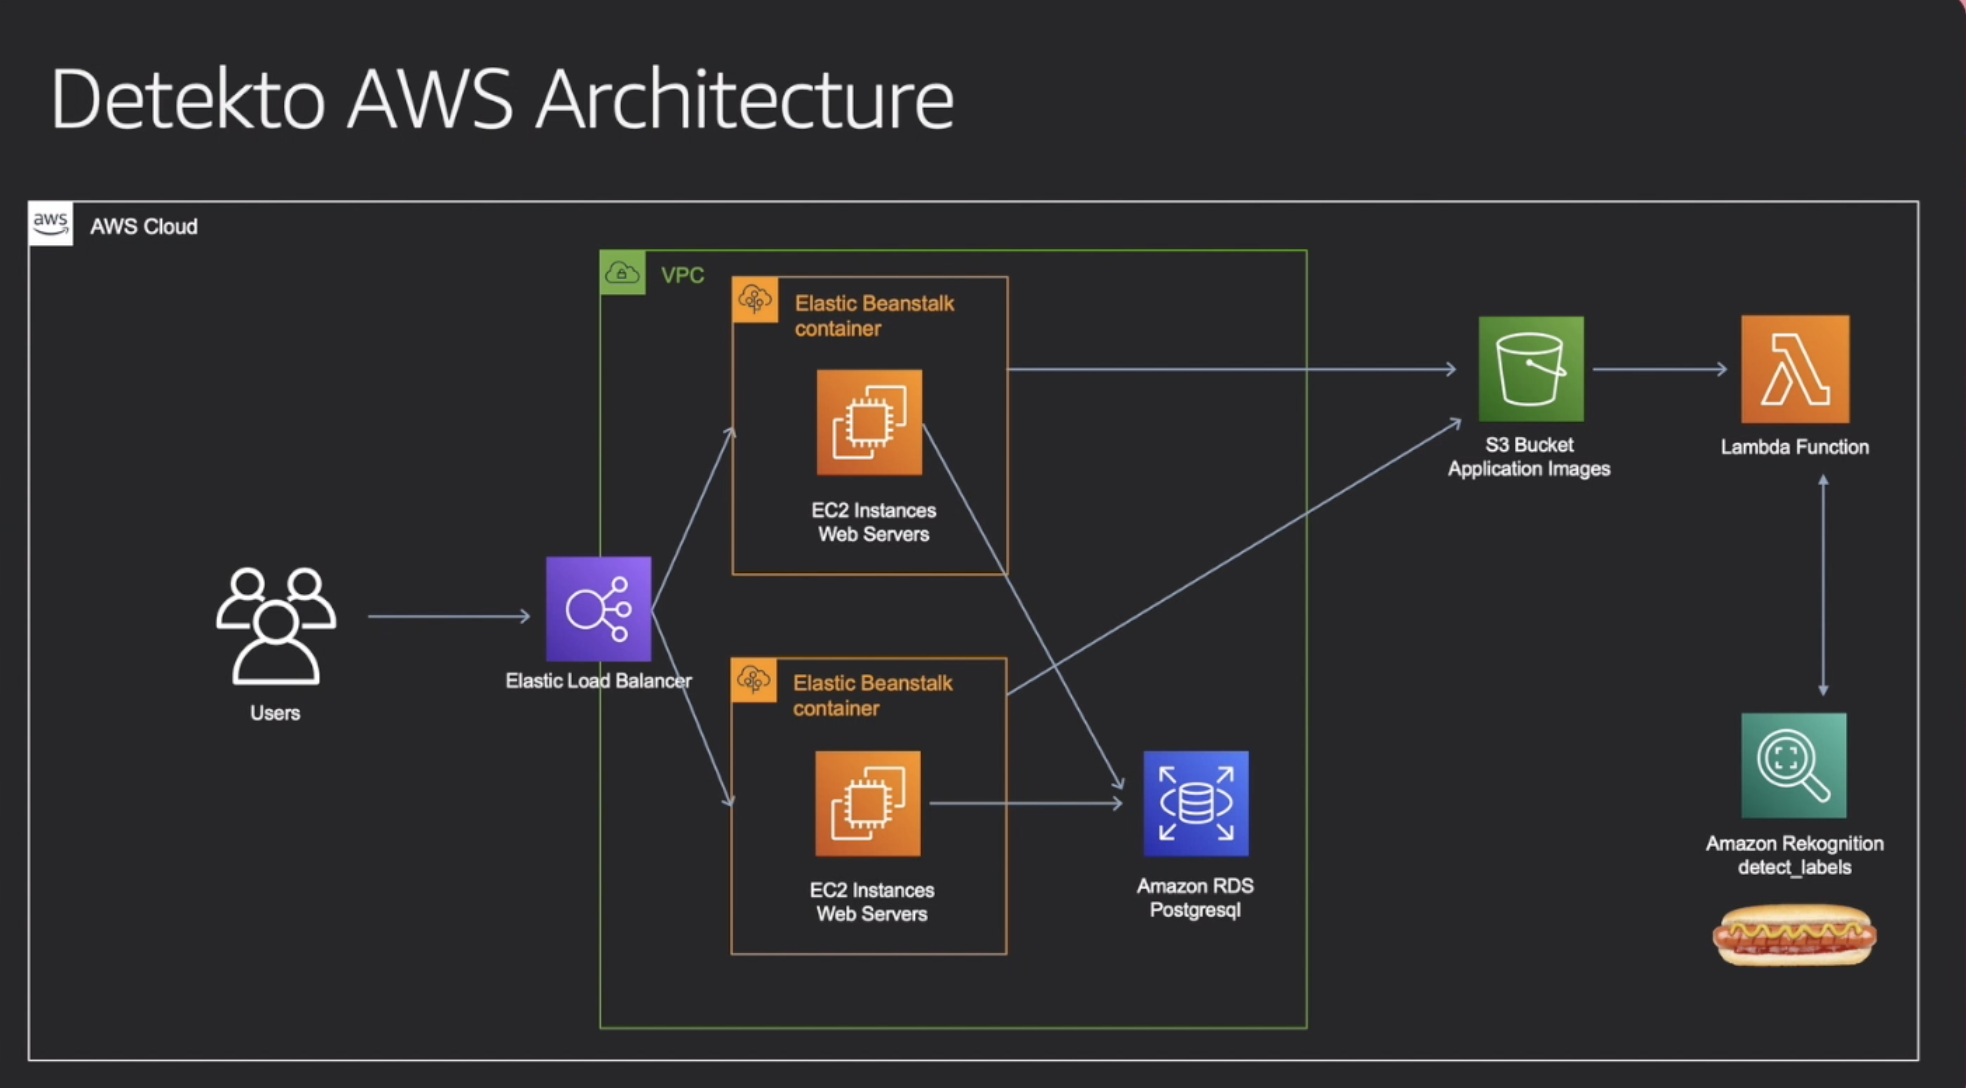 Detekto AWS Architecture
aws
AWS Cloud
VPC
Elastic Beanstalk
container
EC2 Instances
Web Servers
S3 Bucket
Application Images
Lambda Function
Users
Elastic Load Balancer
Elastic Beanstalk
container
EC2 Instances
Web Servers
Amazon RDS
Postgresql
Amazon Rekognition
detect_labels